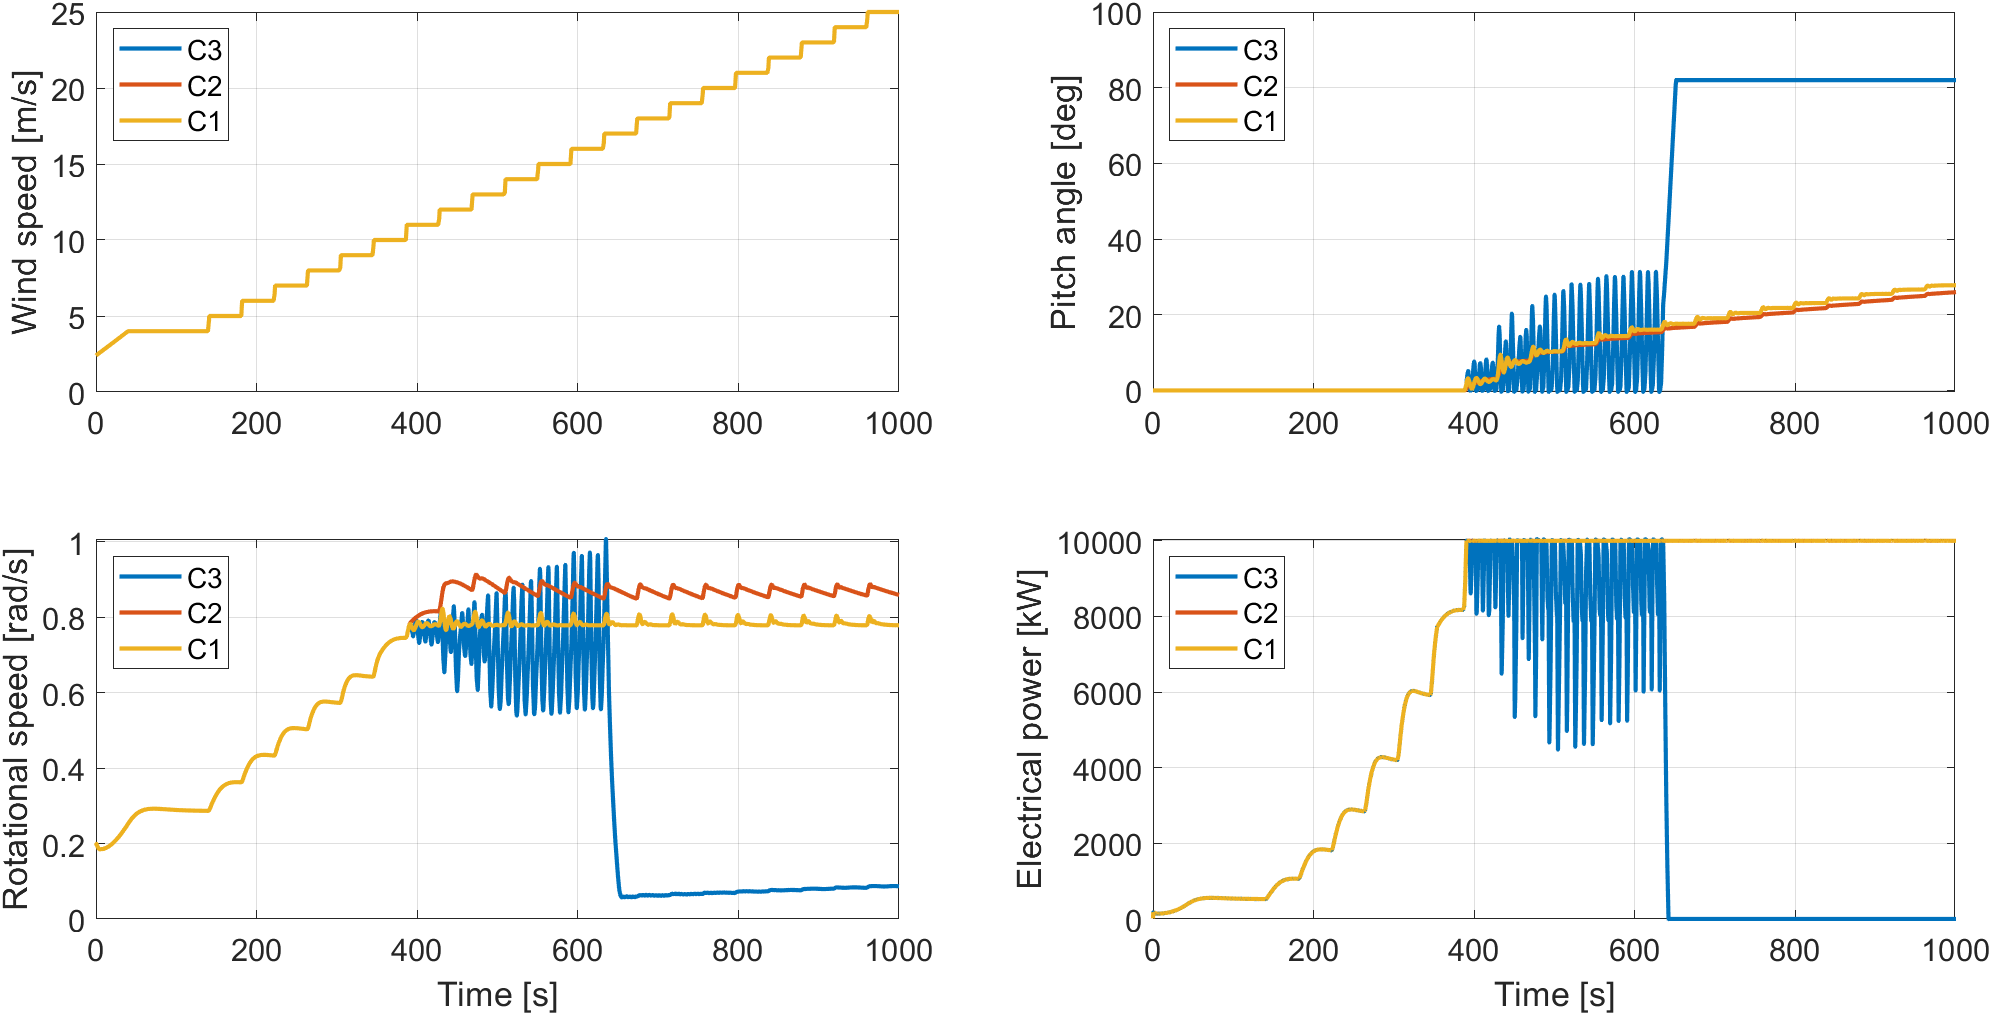 Wind speed [m/s]
25
20
15
10
5
0
C3
C2
C1
0 200 400 600 800 1000
Pitch angle [deg]
100
80
60
40
20
0
C3
C2
C1
0 200 400 600 800 1000
Rotational speed [rad/s]
1
0.8
0.6
0.4
0.2
0
C3
C2
C1
0 200 400 600 800 1000
Time [s]
Electrical power [kW]
10000
8000
6000
4000
2000
0
C3
C2
C1
0 200 400 600 800 1000
Time [s]